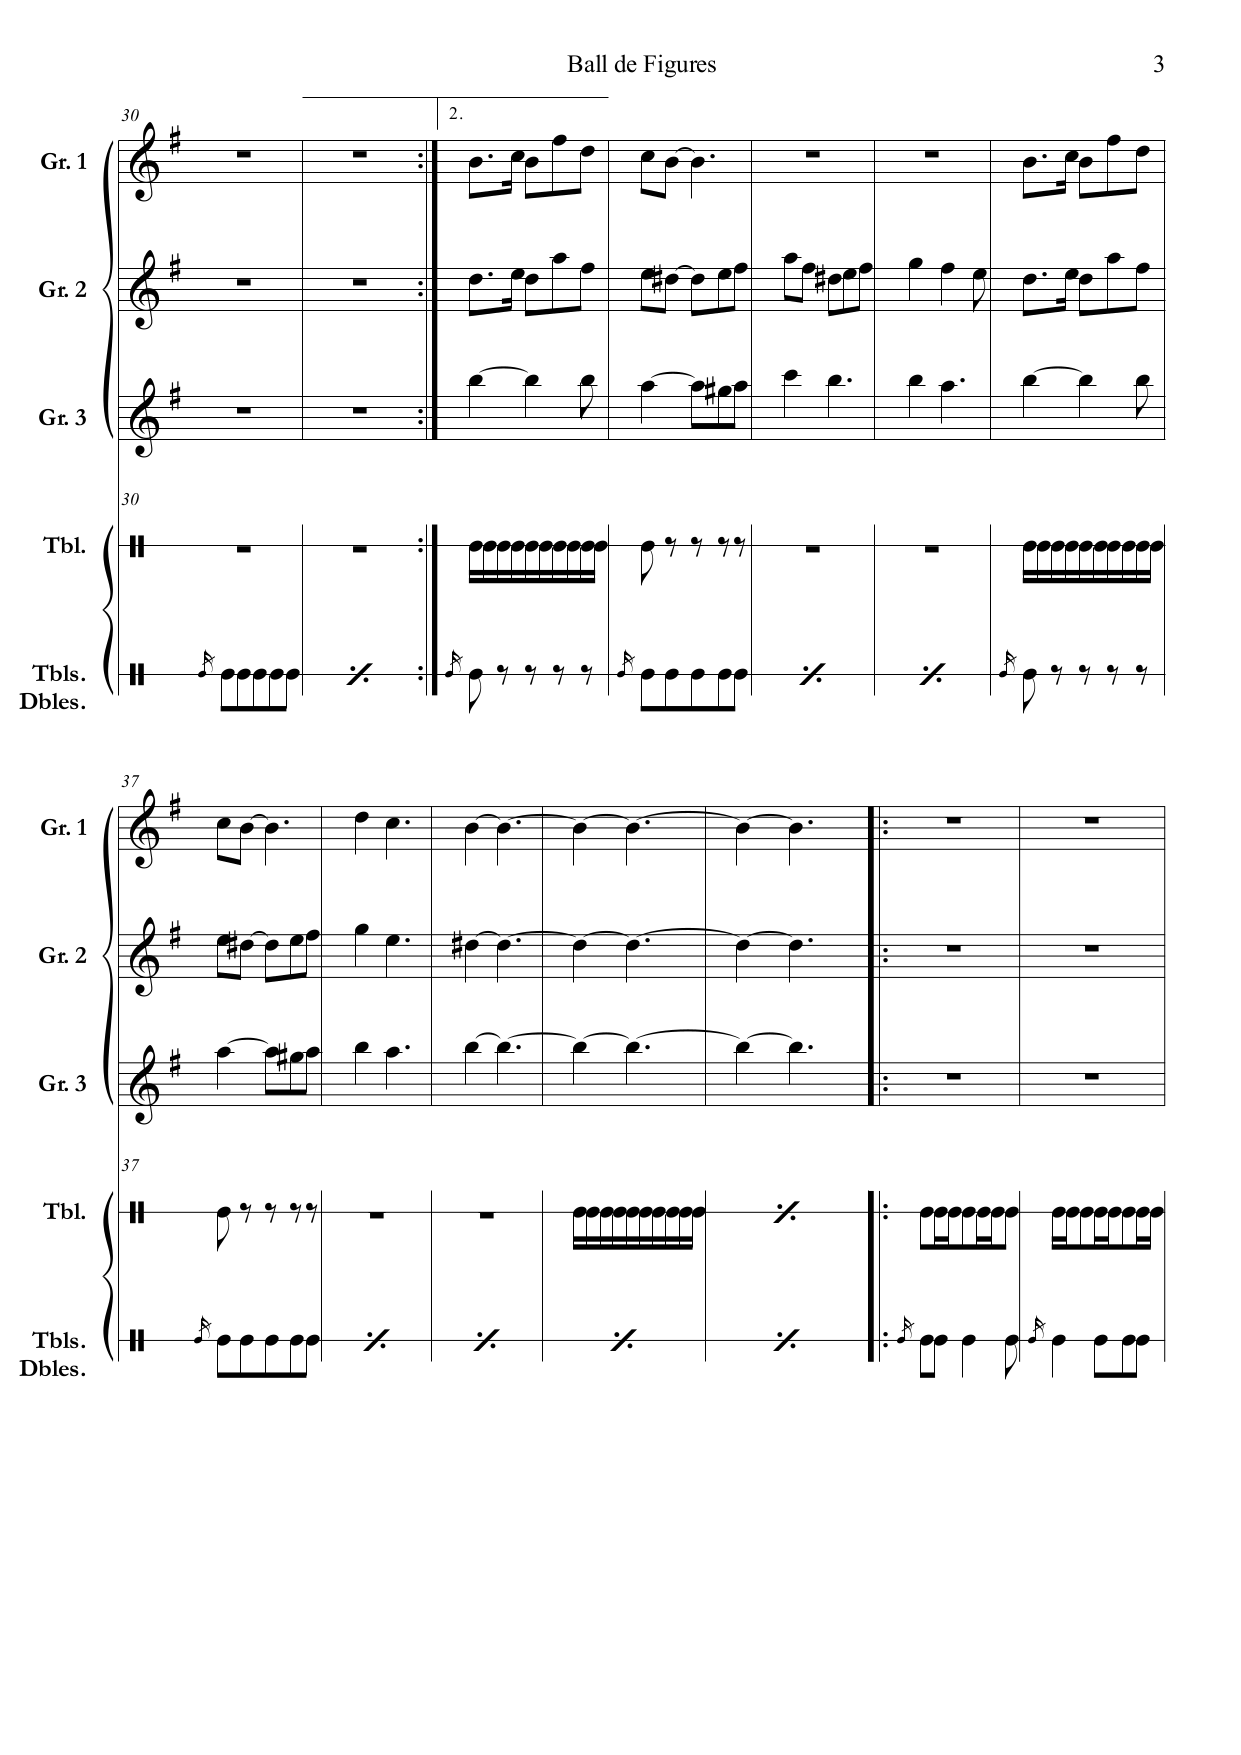 Ball de Figures
3
30
2.
Gr. 1
Gr. 2
Gr. 3
30
Tbl.
Tbls.
Dbles.
37
Gr. 1
Gr. 2
Gr. 3
37
Tbl.
Tbls.
Dbles.